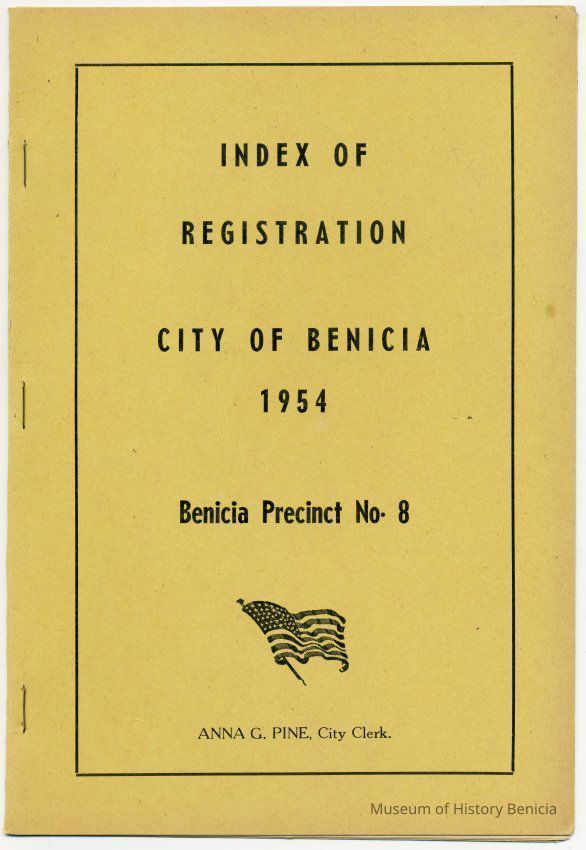 INDEX OF
REGISTRATION
CITY OF BENICIA
1954
Benicia Precinct No. 8
ANNA G. PINE, City Clerk.
Museum of History Benicia